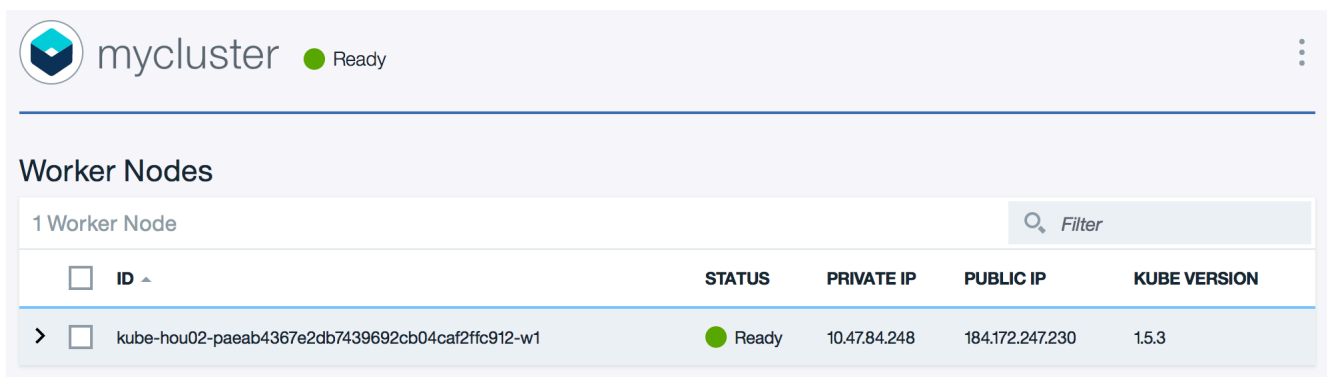 mycluster Ready
Worker Nodes
1 Worker Node Filter
ID STATUS PRIVATE IP PUBLIC IP KUBE VERSION
kube-hou02-paeab4367e2db7439692cb04caf2ffc912-w1 Ready 10.47.84.248 184.172.247.230 1.5.3